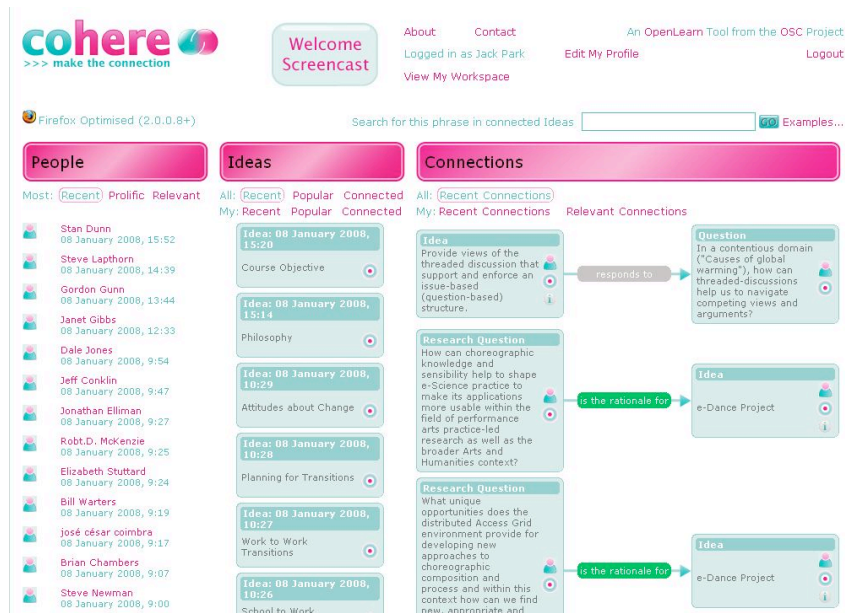 cohere
>>> make the connection
Welcome
Screencast
About Contact
An OpenLearn Tool from the OSC Project
Logged in as Jack Park
Edit My Profile
Logout
View My Workspace
Firefox Optimised (2.0.0.8+)
Search for this phrase in connected Ideas
GO Examples...
People
Most: Recent Prolific Relevant
Stan Dunn
08 January 2008, 15:52
Steve Lapthorn
08 January 2008, 14:39
Gordon Gunn
08 January 2008, 13:44
Janet Gibbs
08 January 2008, 12:33
Dale Jones
08 January 2008, 9:54
Jeff Conklin
08 January 2008, 9:47
Jonathan Elliman
08 January 2008, 9:27
Robt.D. McKenzie
08 January 2008, 9:25
Elizabeth Stuttard
08 January 2008, 9:24
Bill Warters
08 January 2008, 9:19
josé césar coimbra
08 January 2008, 9:17
Brian Chambers
08 January 2008, 9:07
Steve Newman
08 January 2008, 9:00
Ideas
All: Recent Popular Connected
My: Recent Popular Connected
Idea: 08 January 2008,
15:20
Course Objective
Idea: 08 January 2008,
15:14
Philosophy
Idea: 08 January 2008,
10:29
Attitudes about Change
Idea: 08 January 2008,
10:28
Planning for Transitions
Idea: 08 January 2008,
10:27
Work to Work
Transitions
Idea: 08 January 2008,
10:26
School to Work
Connections
All: Recent Connections
My: Recent Connections Relevant Connections
Idea
Provide views of the
threaded discussion that
support and enforce an
issue-based
(question-based)
structure.
responds to
Question
In a contentious domain
("Causes of global
warming"), how can
threaded-discussions
help us to navigate
competing views and
arguments?
Research Question
How can choreographic
knowledge and
sensibility help to shape
e-Science practice to
make its applications
more usable within the
field of performance
arts practice-led
research as well as the
broader Arts and
Humanities context?
is the rationale for
Idea
e-Dance Project
Research Question
What unique
opportunities does the
distributed Access Grid
environment provide for
developing new
approaches to
choreographic
composition and
process and within this
context how can we find
new, appropriate and
is the rationale for
Idea
e-Dance Project